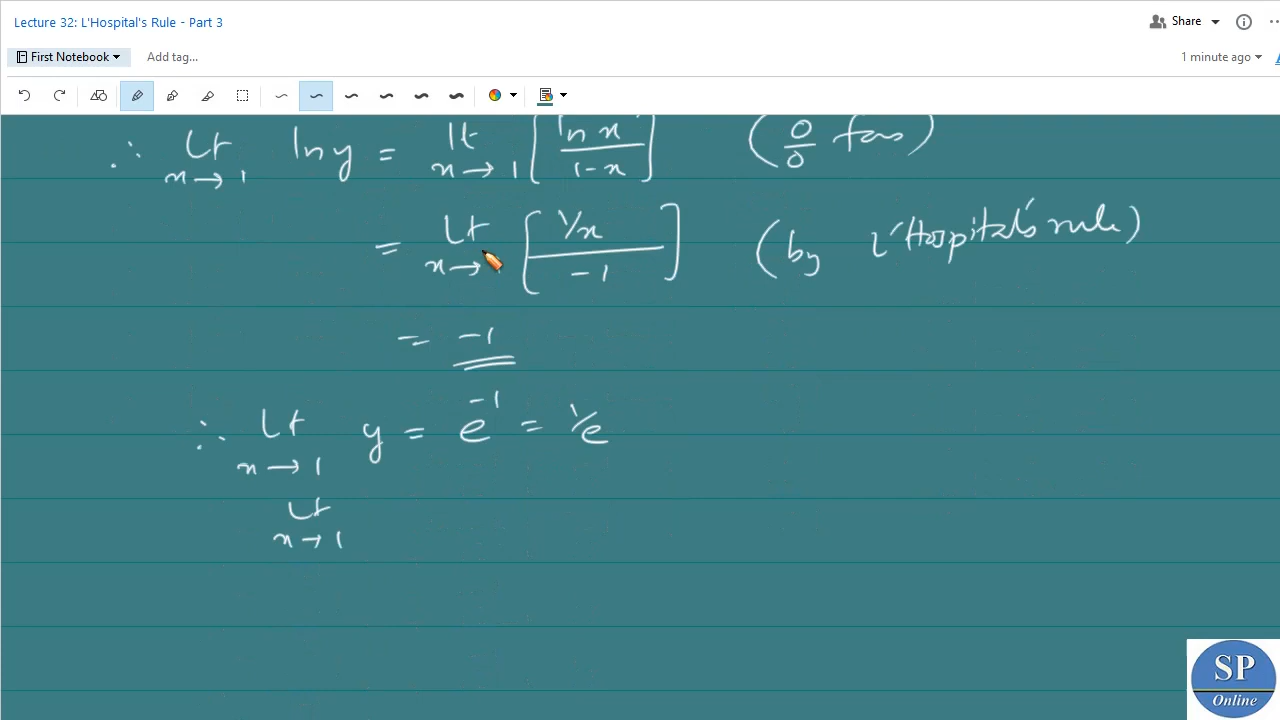 Lecture 32: L'Hospital's Rule - Part 3
Share
First Notebook
Add tag...
1 minute ago
∴ Lt x→1 ln y = lt x→1 [ ln x / 1-x ] ( 0/0 )
= Lt x→ [ 1/x / -1 ] (by L'Hospital's rule)
= -1
∴ Lt x→1 y = e^-1 = 1/e
Lt x→1
SP
Online